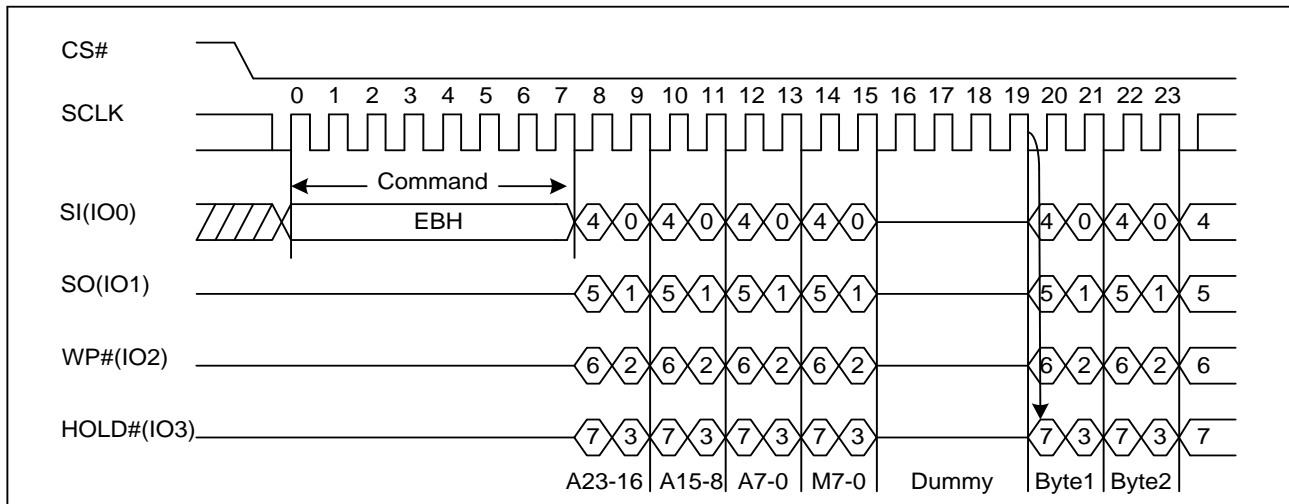 CS#
0 1 2 3 4 5 6 7 8 9 10 11 12 13 14 15 16 17 18 19 20 21 22 23
SCLK
Command
SI(IO0)
EBH
4 0 4 0 4 0 4 0 4 0 4 0 4
SO(IO1)
5 1 5 1 5 1 5 1 5 1 5 1 5
WP#(IO2)
6 2 6 2 6 2 6 2 6 2 6 2 6
HOLD#(IO3)
7 3 7 3 7 3 7 3 7 3 7 3 7
A23-16 A15-8 A7-0 M7-0 Dummy Byte1 Byte2